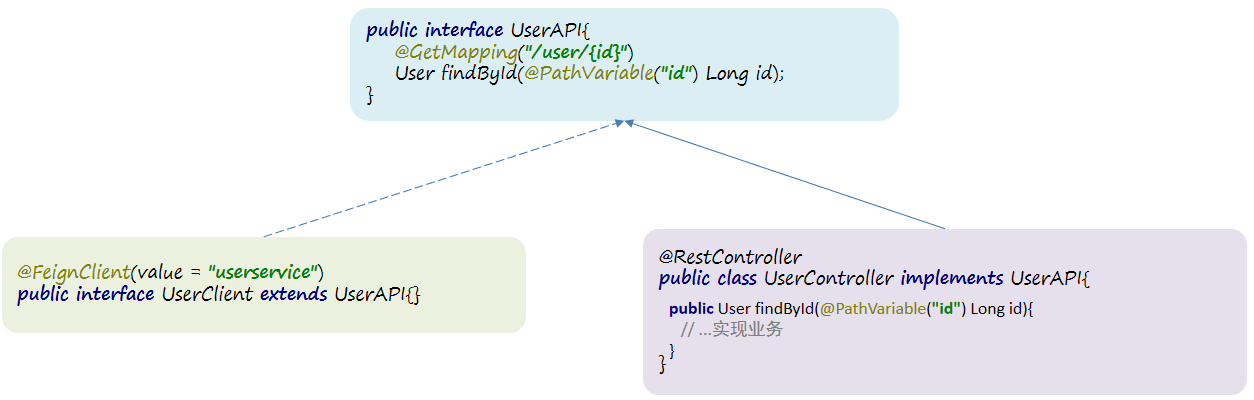 public interface UserAPI{
@GetMapping("/user/{id}")
User findById(@PathVariable("id") Long id);
}
@FeignClient(value = "userservice")
public interface UserClient extends UserAPI{}
@RestController
public class UserController implements UserAPI{
public User findById(@PathVariable("id") Long id){
// ...实现业务
}
}